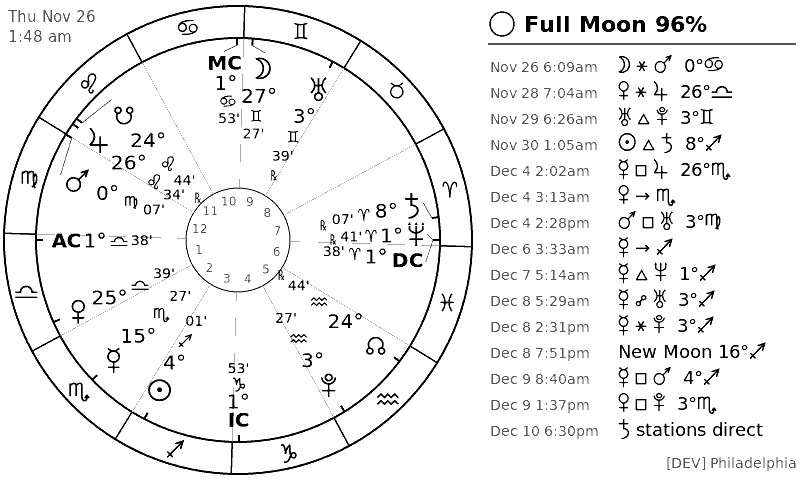 Thu Nov 26
1:48 am
Full Moon 96%
Nov 26 6:09am ☽ ⚹ ♂ 0°♋
Nov 28 7:04am ♀ ⚹ ♃ 26°♎
Nov 29 6:26am ♅ △ ♇ 3°♊
Nov 30 1:05am ☉ △ ♄ 8°♐
Dec 4 2:02am ☿ □ ♃ 26°♏
Dec 4 3:13am ♀ → ♏
Dec 4 2:28pm ♂ □ ♅ 3°♍
Dec 6 3:33am ☿ → ♐
Dec 7 5:14am ☿ △ ♆ 1°♐
Dec 8 5:29am ☿ ☍ ♅ 3°♐
Dec 8 2:31pm ☿ ⚹ ♇ 3°♐
Dec 8 7:51pm New Moon 16°♐
Dec 9 8:40am ☿ □ ♂ 4°♐
Dec 9 1:37pm ♀ □ ♇ 3°♏
Dec 10 6:30pm ♄ stations direct
[DEV] Philadelphia
MC ☽
1° ♋ 53'
27° ♊ 27'
♅ 3° ♊ 39' ℞
☋ 24° ♌ 44' ℞
♃ 26° ♌ 34'
♂ 0° ♍ 07'
AC 1° ♎ 38'
♀ 25° ♎ 39'
☿ 15° ♏ 27'
☉ 4° ♐ 01'
53' ♑ 1°
IC
♇ 3° ♒ 27'
☊ 24° ♒ 44' ℞
♄ 8° ♈ 07' ℞
♆ 1° ♈ 41' ℞
38' ♈ 1°
DC
♋ ♊ ♉ ♈ ♓ ♒ ♑ ♐ ♏ ♎ ♍ ♌
1 2 3 4 5 6 7 8 9 10 11 12